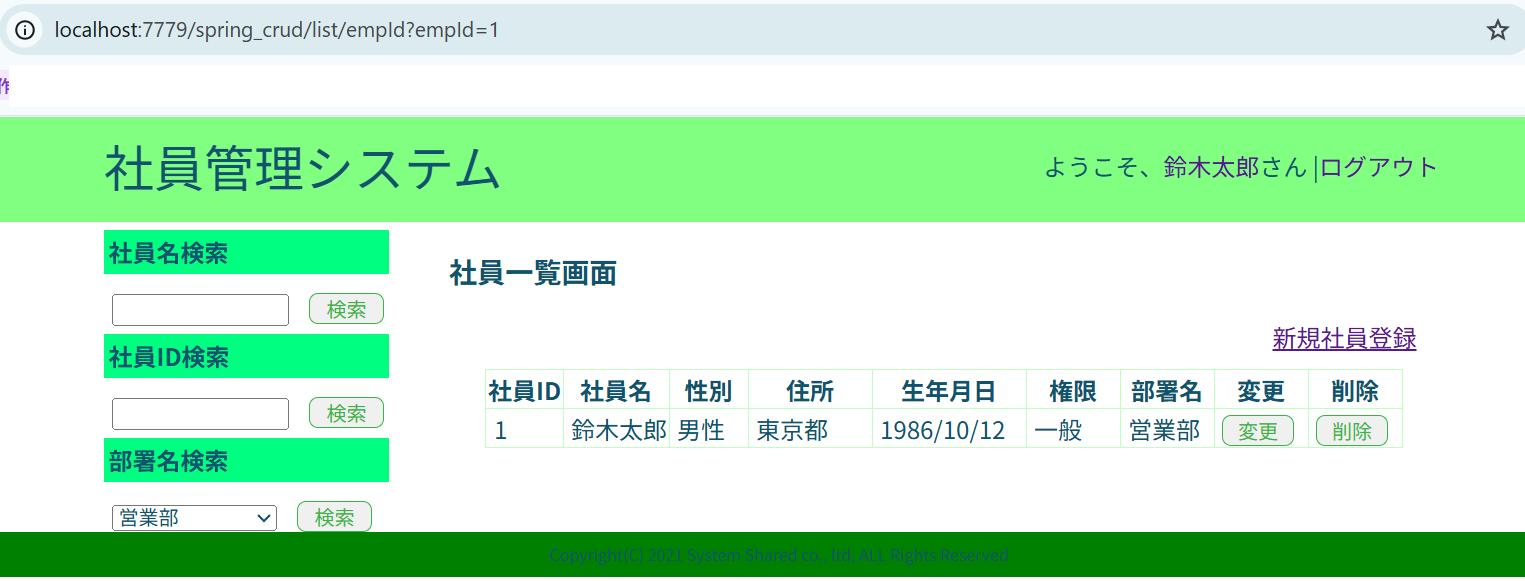 localhost:7779/spring_crud/list/empId?empId=1
社員管理システム
ようこそ、鈴木太郎さん |ログアウト
社員名検索
検索
社員ID検索
検索
部署名検索
営業部 検索
社員一覧画面
新規社員登録
社員ID 社員名 性別 住所 生年月日 権限 部署名 変更 削除
1 鈴木太郎 男性 東京都 1986/10/12 一般 営業部 変更 削除
Copyright(C) 2021 System Shared co., ltd, ALL Rights Reserved